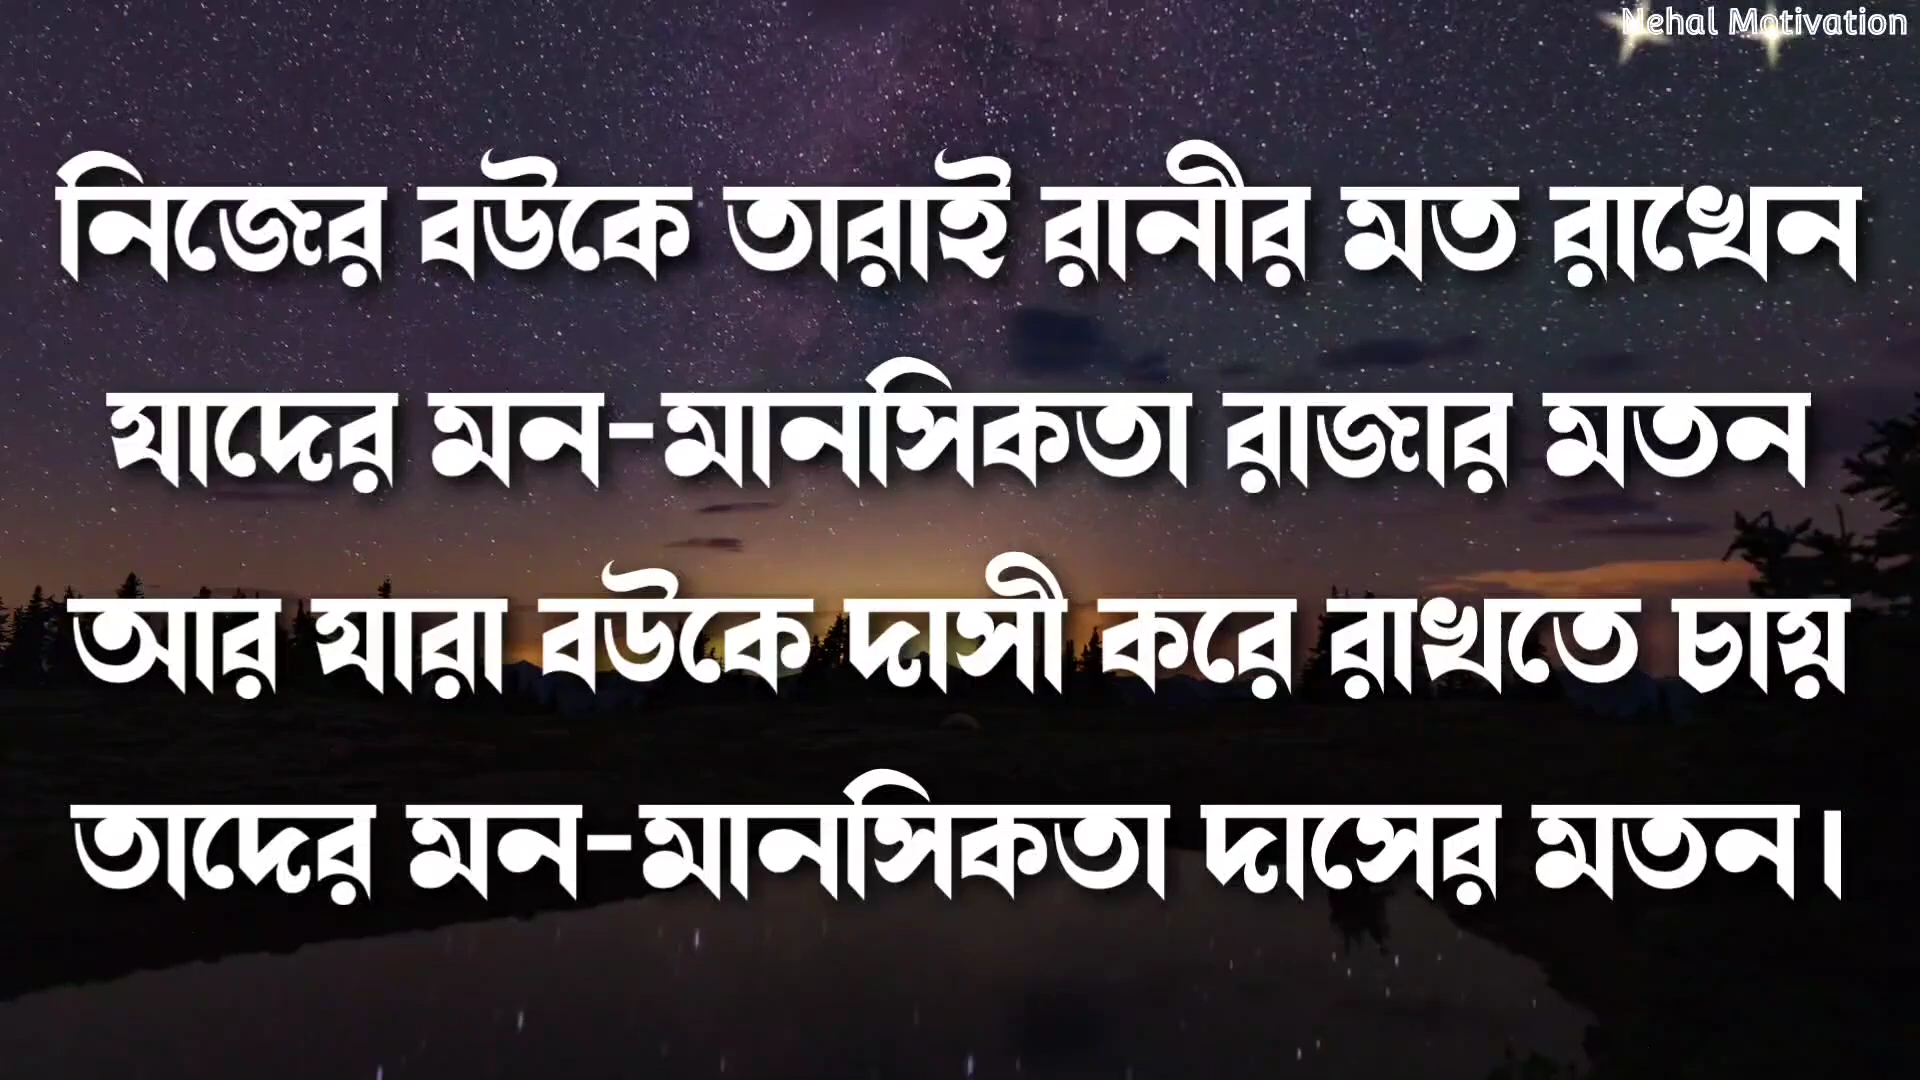 Nehal Motivation
নিজের বউকে তারাই রানীর মত রাখেন
যাদের মন-মানসিকতা রাজার মতন
আর যারা বউকে দাসী করে রাখতে চায়
তাদের মন-মানসিকতা দাসের মতন।